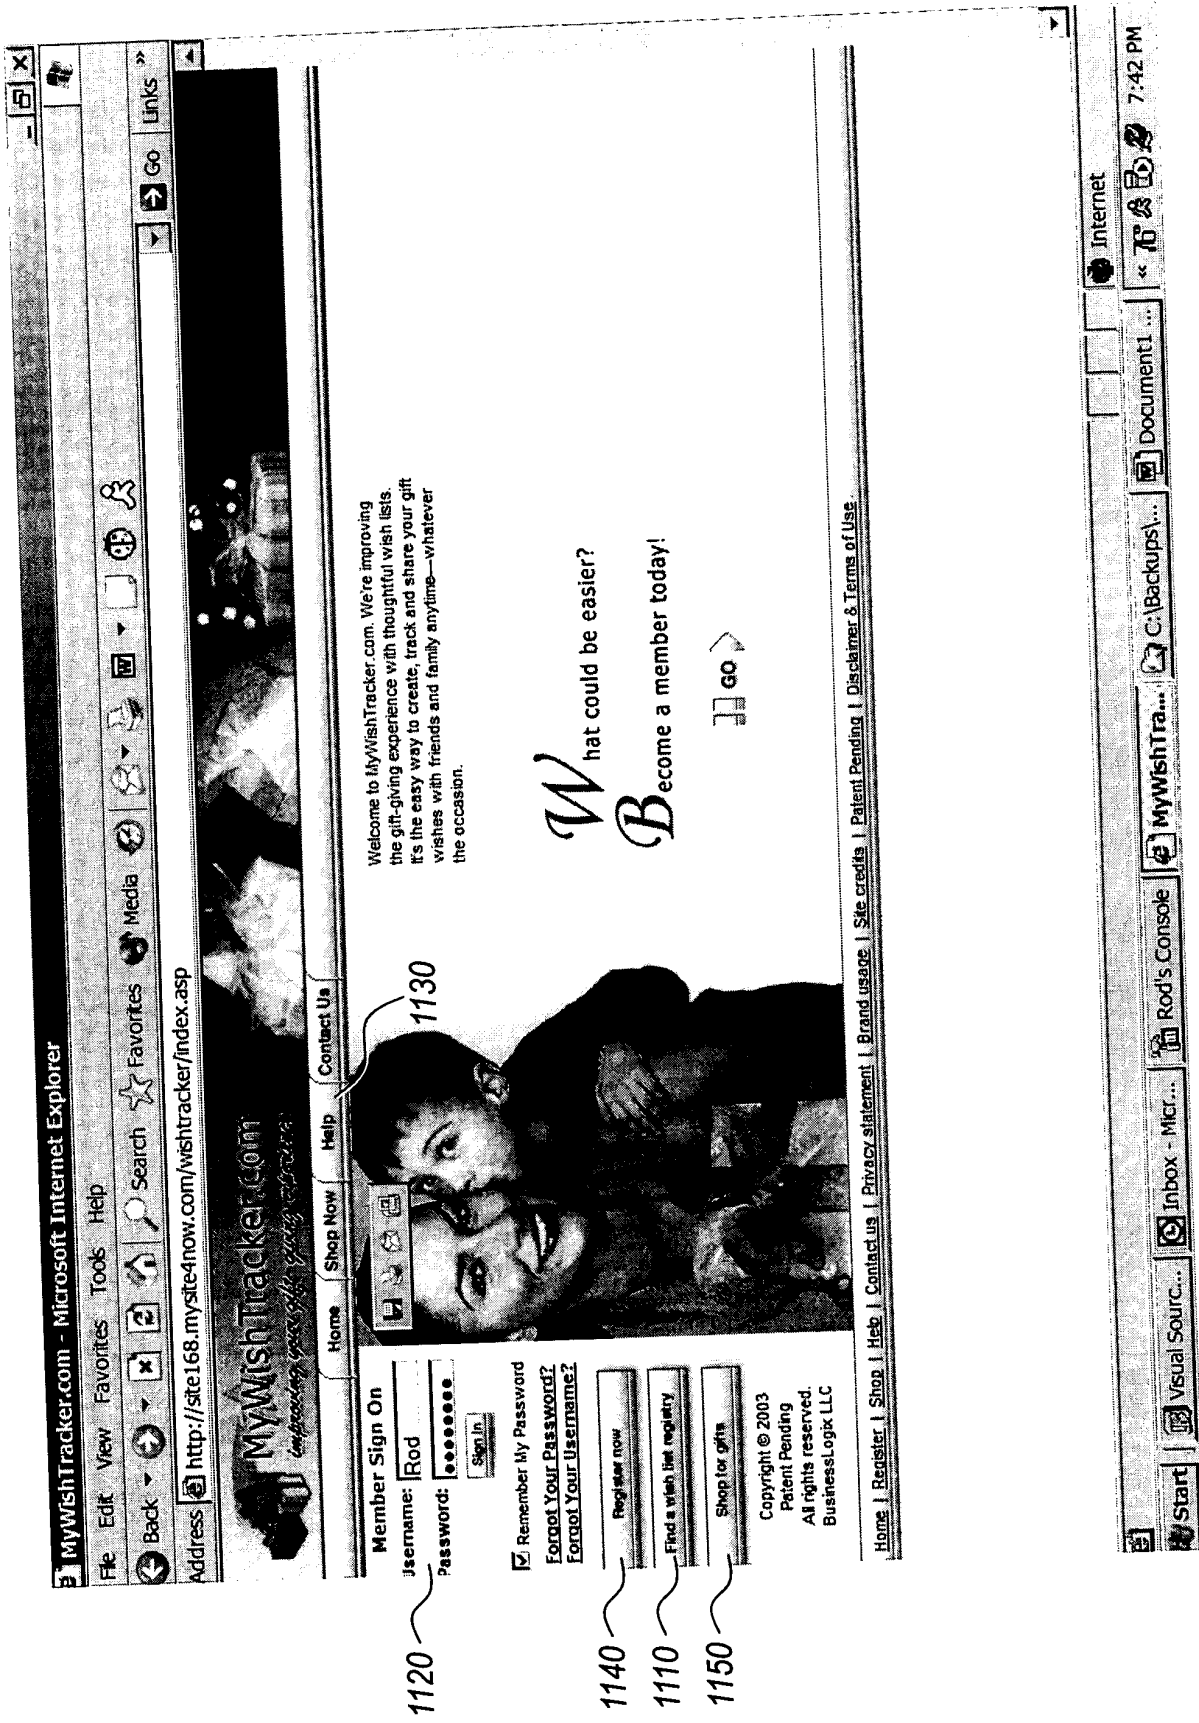 MyWishTracker.com - Microsoft Internet Explorer
File Edit View Favorites Tools Help
Back Search Favorites Media
Address http://site168.mysite4now.com/wishtracker/index.asp Go Links »
MyWishTracker.com
improving your gifts, giving choices
Home Shop Now Help Contact Us
1130
Member Sign On
Username: Rod
Password: ••••••••
1120
Sign In
Remember My Password
Forgot Your Password?
Forgot Your Username?
1140 Register now
1110 Find a wish list registry
1150 Shop for gifts
Copyright © 2003
Patent Pending
All rights reserved.
BusinessLogix LLC
Welcome to MyWishTracker.com. We're improving
the gift-giving experience with thoughtful wish lists.
It's the easy way to create, track and share your gift
wishes with friends and family anytime—whatever
the occasion.
What could be easier?
Become a member today!
GO
Home | Register | Shop | Help | Contact us | Privacy statement | Brand usage | Site credits | Patent Pending | Disclaimer & Terms of Use
Internet
Start Visual Sourc... Inbox - Micr... Rod's Console MyWishTra... C:\Backups\... Document1 ... « 7:42 PM